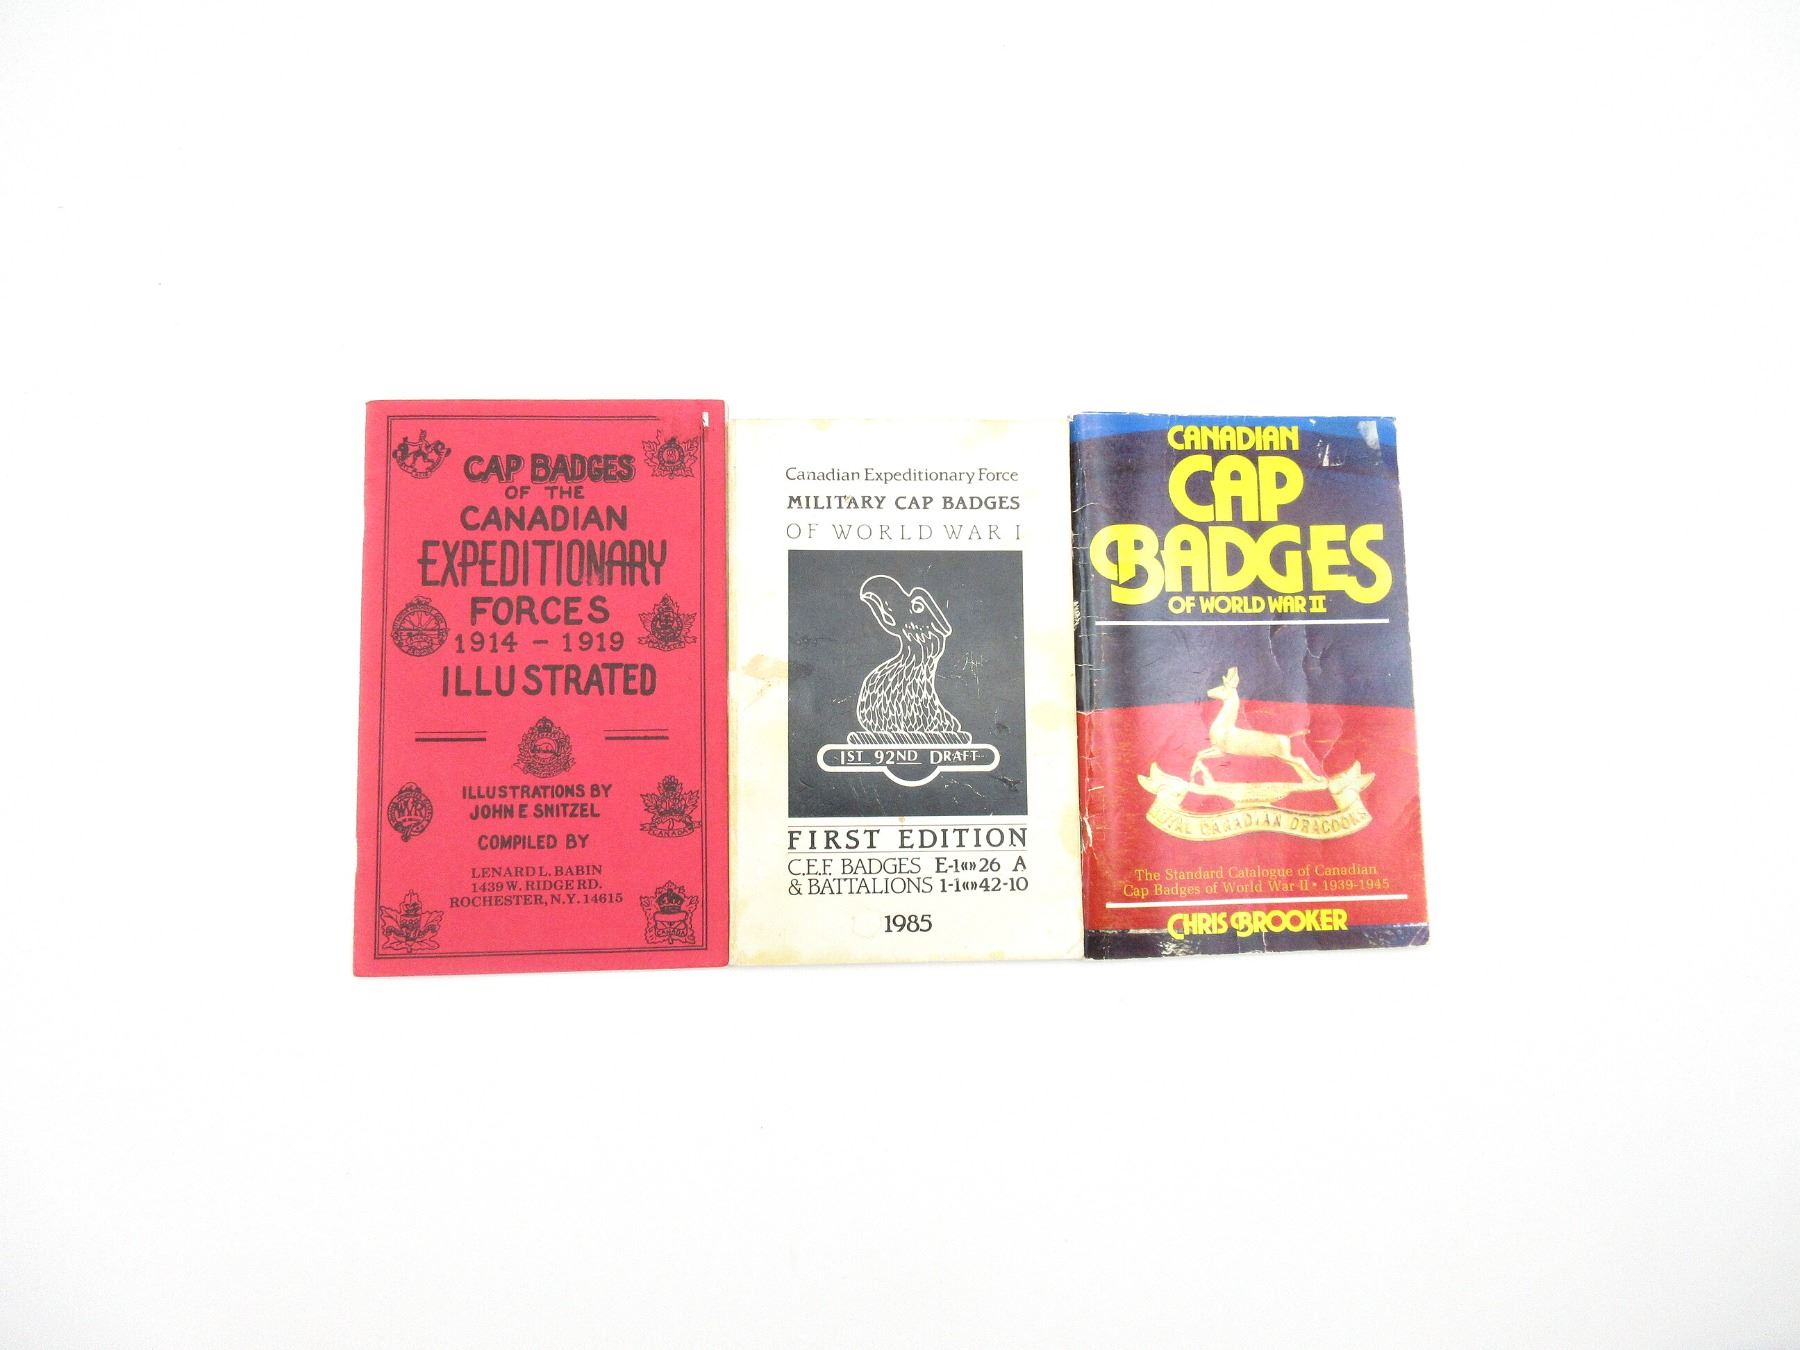 CAP BADGES
OF THE
CANADIAN
EXPEDITIONARY
FORCES
1914 - 1919
ILLUSTRATED
ILLUSTRATIONS BY
JOHN E SNITZEL
COMPILED BY
LENARD L. BABIN
1439 W. RIDGE RD.
ROCHESTER, N.Y. 14615
Canadian Expeditionary Force
MILITARY CAP BADGES
OF WORLD WAR I
1ST 92ND DRAFT
FIRST EDITION
C.E.F. BADGES E-1«»26 A
& BATTALIONS 1-1«»42-10
1985
CANADIAN
CAP
BADGES
OF WORLD WAR II
ROYAL CANADIAN DRAGOONS
The Standard Catalogue of Canadian
Cap Badges of World War II • 1939-1945
CHRIS BROOKER